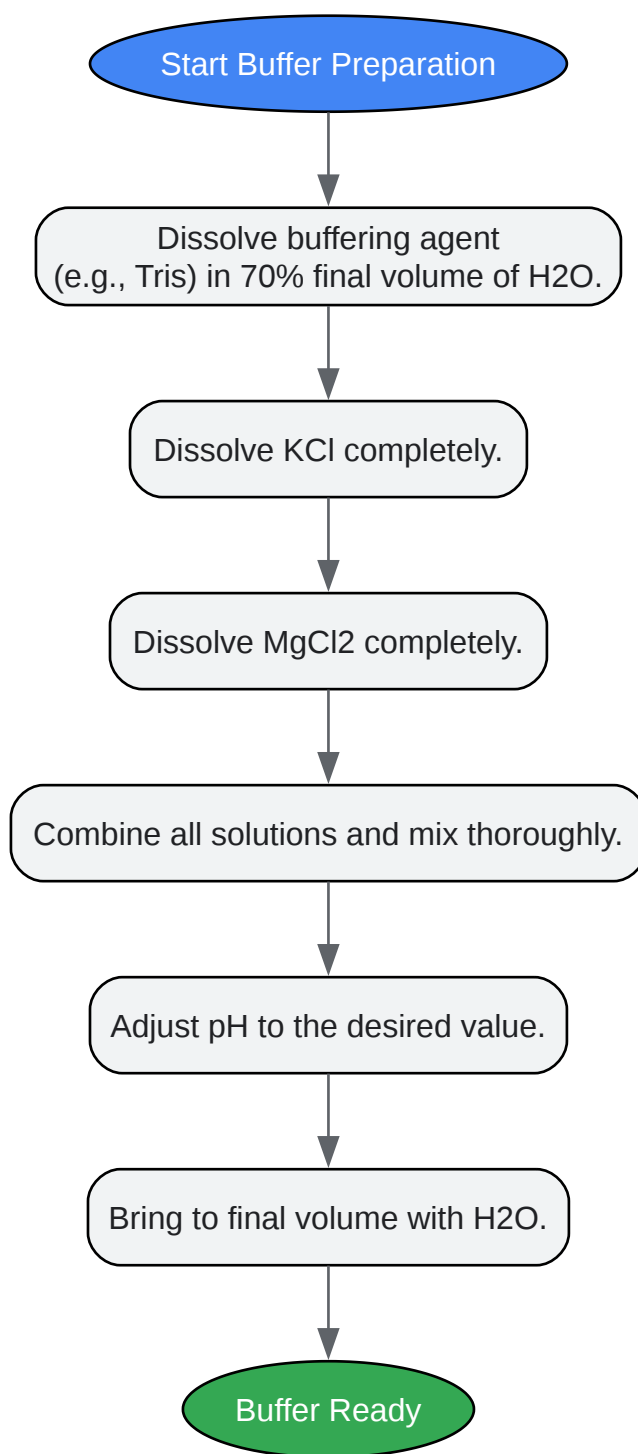 Start Buffer Preparation
Dissolve buffering agent
(e.g., Tris) in 70% final volume of H2O.
Dissolve KCl completely.
Dissolve MgCl2 completely.
Combine all solutions and mix thoroughly.
Adjust pH to the desired value.
Bring to final volume with H2O.
Buffer Ready